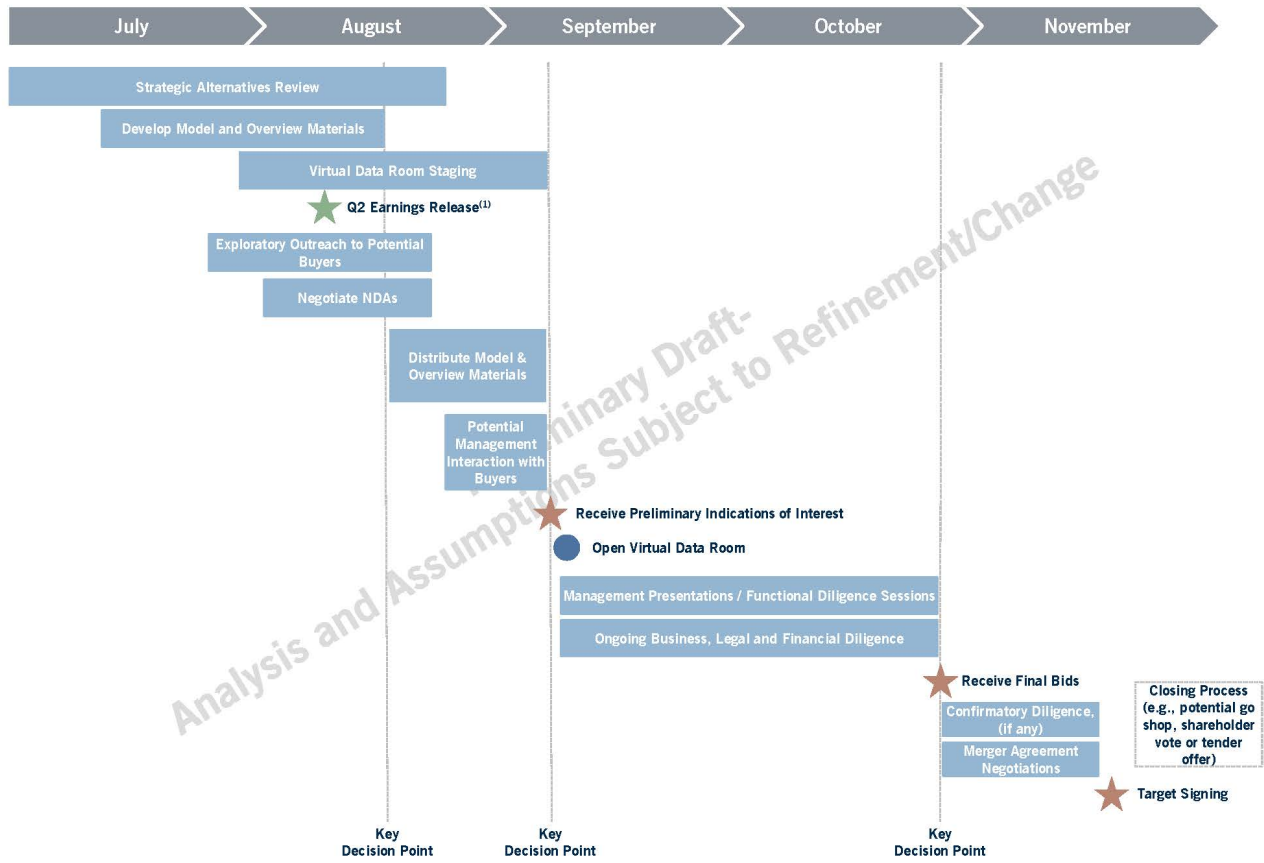 July
August
September
October
November
Strategic Alternatives Review
Develop Model and Overview Materials
Virtual Data Room Staging
Q2 Earnings Release(1)
Exploratory Outreach to Potential
Buyers
Negotiate NDAs
Distribute Model &
Overview Materials
Potential
Management
Interaction with
Buyers
Receive Preliminary Indications of Interest
Open Virtual Data Room
Management Presentations / Functional Diligence Sessions
Ongoing Business, Legal and Financial Diligence
Receive Final Bids
Confirmatory Diligence,
(if any)
Merger Agreement
Negotiations
Closing Process
(e.g., potential go
shop, shareholder
vote or tender
offer)
Target Signing
Key
Decision Point
Key
Decision Point
Key
Decision Point
Draft-
Analysis and Assumptions Subject to Refinement/Change